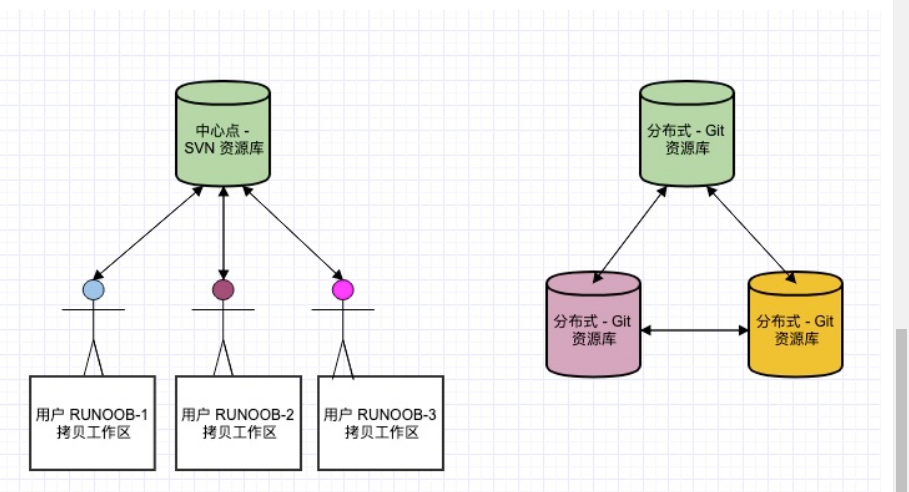 中心点 -
SVN 资源库
用户 RUNOOB-1
拷贝工作区
用户 RUNOOB-2
拷贝工作区
用户 RUNOOB-3
拷贝工作区
分布式 - Git
资源库
分布式 - Git
资源库
分布式 - Git
资源库